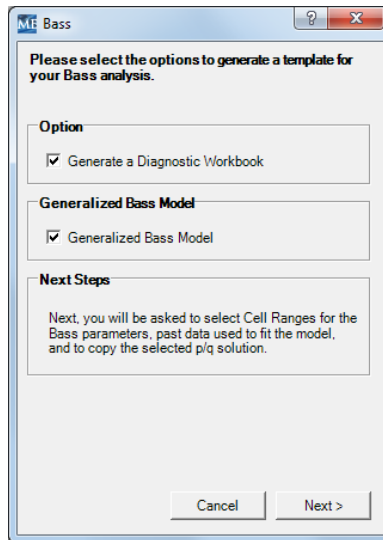 ME Bass
?
Please select the options to generate a template for
your Bass analysis.
Option
Generate a Diagnostic Workbook
Generalized Bass Model
Generalized Bass Model
Next Steps
Next, you will be asked to select Cell Ranges for the
Bass parameters, past data used to fit the model,
and to copy the selected p/q solution.
Cancel
Next >